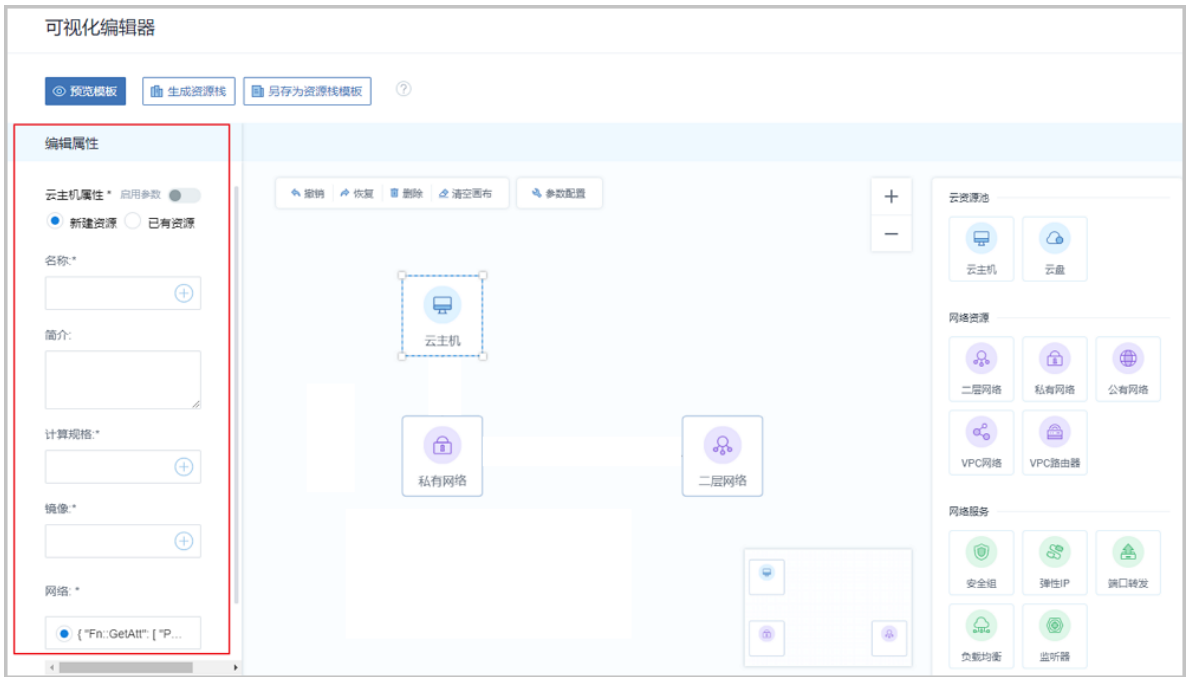 可视化编辑器
预览模板 生成资源栈 另存为资源栈模板 ?
编辑属性
云主机属性 * 启用参数
新建资源 已有资源
名称:*
简介:
计算规格:*
镜像:*
网络: *
{ "Fn::GetAtt": [ "P...
撤销 恢复 删除 清空画布 参数配置
+
−
云主机
私有网络 二层网络
云资源池
云主机 云盘
网络资源
二层网络 私有网络 公有网络
VPC网络 VPC路由器
网络服务
安全组 弹性IP 端口转发
负载均衡 监听器